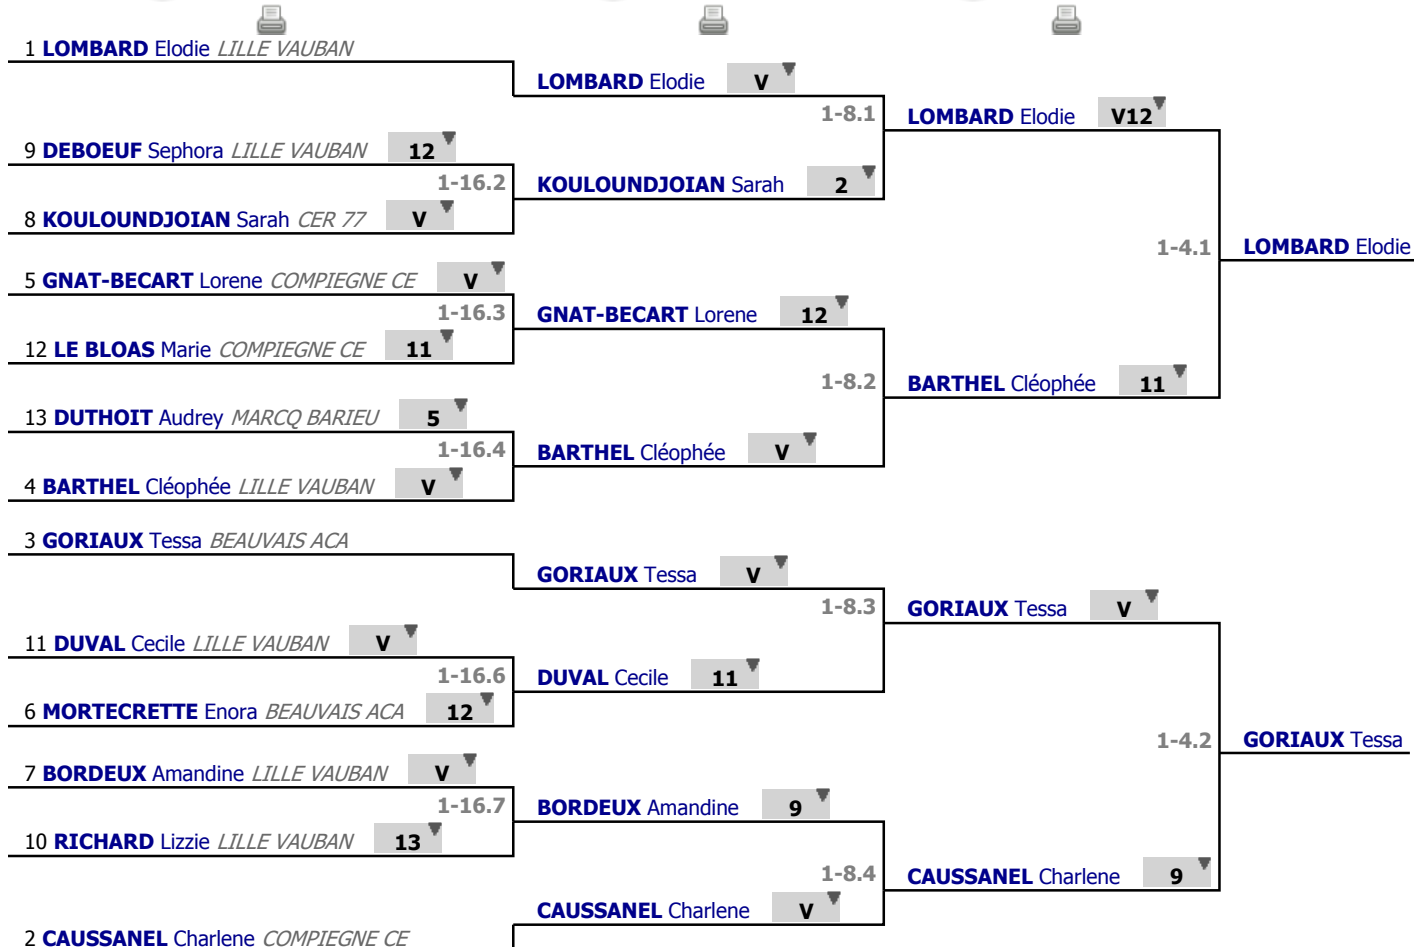 1 LOMBARD Elodie LILLE VAUBAN
LOMBARD Elodie V
1-8.1
LOMBARD Elodie V12
9 DEBOEUF Sephora LILLE VAUBAN 12
1-16.2
KOULOUNDJOIAN Sarah 2
8 KOULOUNDJOIAN Sarah CER 77 V
1-4.1
LOMBARD Elodie
5 GNAT-BECART Lorene COMPIEGNE CE V
1-16.3
GNAT-BECART Lorene 12
12 LE BLOAS Marie COMPIEGNE CE 11
1-8.2
BARTHEL Cléophée 11
13 DUTHOIT Audrey MARCQ BARIEU 5
1-16.4
BARTHEL Cléophée V
4 BARTHEL Cléophée LILLE VAUBAN V
3 GORIAUX Tessa BEAUVAIS ACA
GORIAUX Tessa V
1-8.3
GORIAUX Tessa V
11 DUVAL Cecile LILLE VAUBAN V
1-16.6
DUVAL Cecile 11
6 MORTECRETTE Enora BEAUVAIS ACA 12
1-4.2
GORIAUX Tessa
7 BORDEUX Amandine LILLE VAUBAN V
1-16.7
BORDEUX Amandine 9
10 RICHARD Lizzie LILLE VAUBAN 13
1-8.4
CAUSSANEL Charlene 9
CAUSSANEL Charlene V
2 CAUSSANEL Charlene COMPIEGNE CE